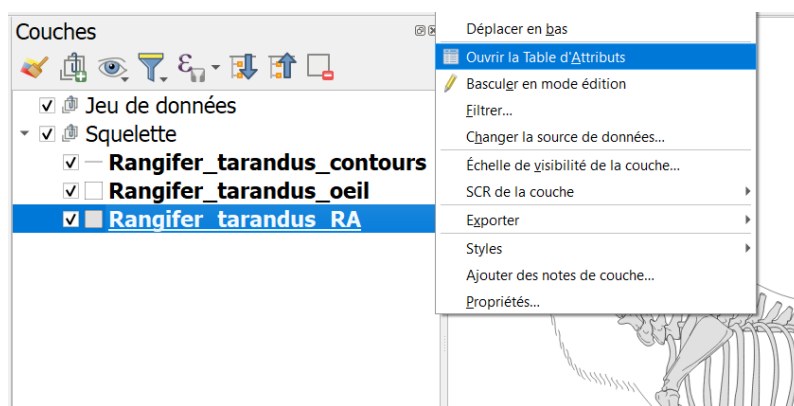 Couches
Jeu de données
Squelette
Rangifer_tarandus_contours
Rangifer_tarandus_oeil
Rangifer_tarandus_RA
Déplacer en bas
Ouvrir la Table d'Attributs
Basculer en mode édition
Filtrer...
Changer la source de données...
Échelle de visibilité de la couche...
SCR de la couche
Exporter
Styles
Ajouter des notes de couche...
Propriétés...